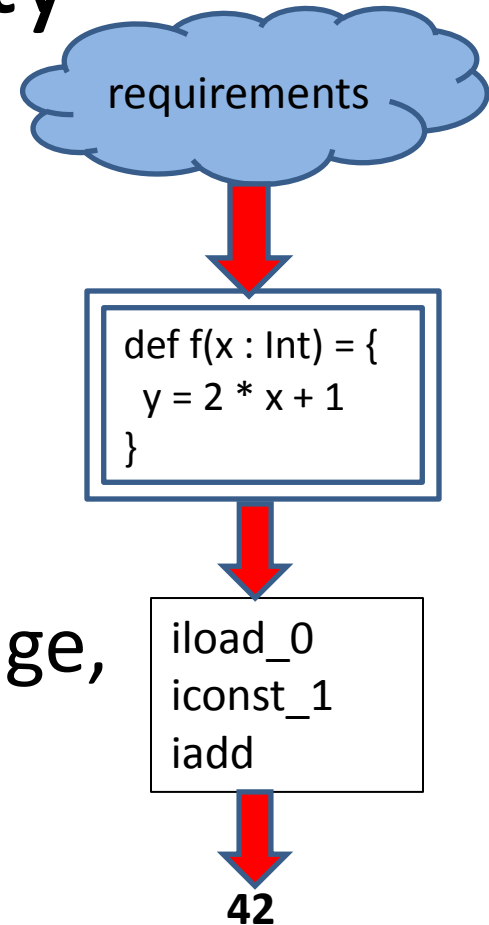 requirements
def f(x : Int) = {
y = 2 * x + 1
}
ge,
iload_0
iconst_1
iadd
42